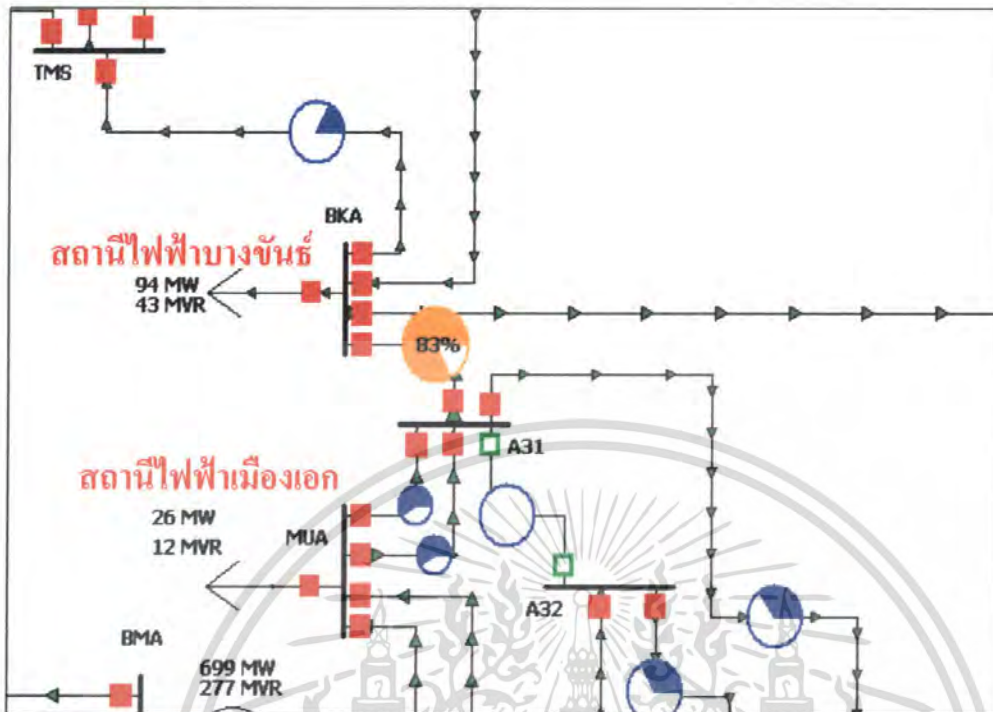 TMS
BKA
สถานีไฟฟ้าบางขันธ์
94 MW
43 MVR
83%
A31
สถานีไฟฟ้าเมืองเอก
26 MW
12 MVR
MUA
A32
BMA
699 MW
277 MVR